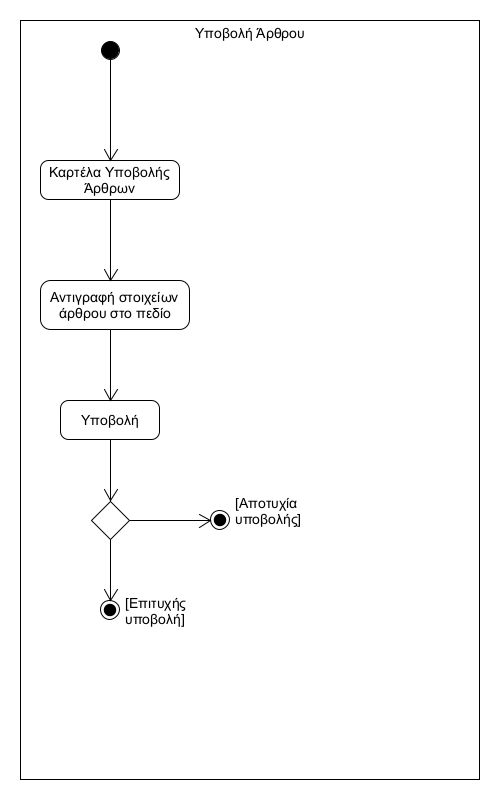 Υποβολή Άρθρου
Καρτέλα Υποβολής
Άρθρων
Αντιγραφή στοιχείων
άρθρου στο πεδίο
Υποβολή
[Αποτυχία
υποβολής]
[Επιτυχής
υποβολή]